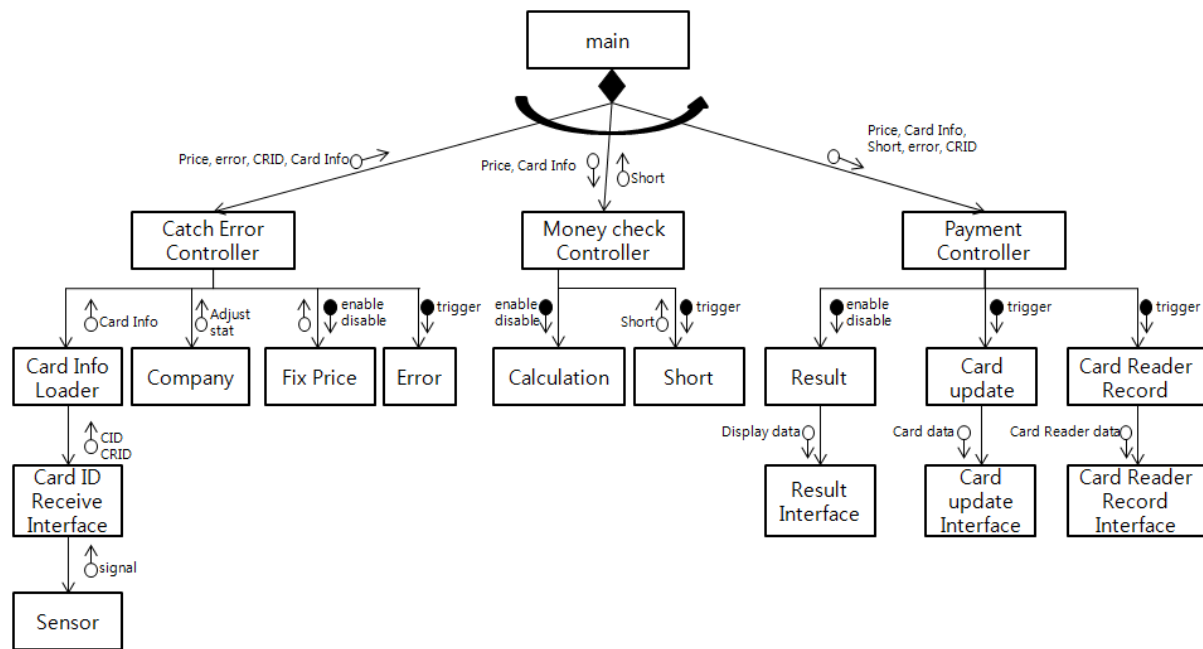 main
Price, error, CRID, Card Info
Price, Card Info
Short
Price, Card Info,
Short, error, CRID
Catch Error
Controller
Money check
Controller
Payment
Controller
Card Info
Adjust
stat
enable
disable
trigger
enable
disable
Short
trigger
enable
disable
trigger
trigger
Card Info
Loader
Company
Fix Price
Error
Calculation
Short
Result
Card
update
Card Reader
Record
CID
CRID
Display data
Card data
Card Reader data
Card ID
Receive
Interface
Result
Interface
Card
update
Interface
Card Reader
Record
Interface
signal
Sensor